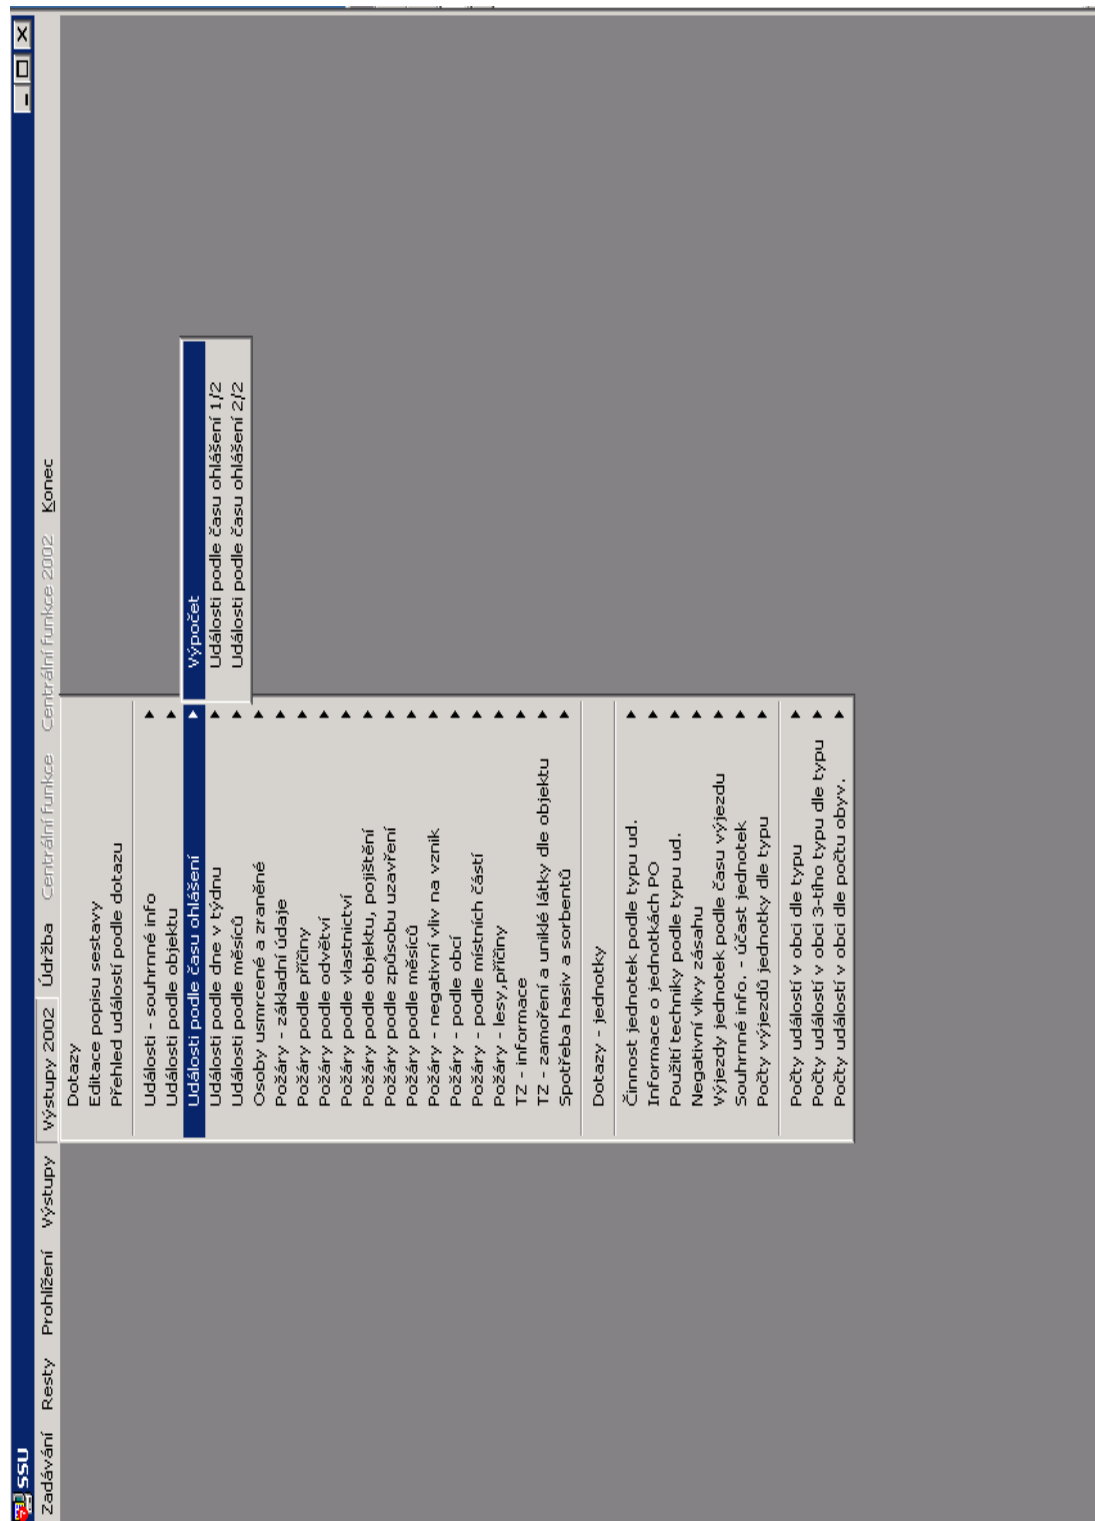 SSU
Zadávání Resty Prohlížení Výstupy Výstupy 2002 Údržba Centrální funkce Centrální funkce 2002 Konec
Dotazy
Editace popisu sestavy
Přehled událostí podle dotazu
Události - souhrnné info
Události podle objektu
Události podle času ohlášení
Výpočet
Události podle času ohlášení 1/2
Události podle času ohlášení 2/2
Události podle dne v týdnu
Události podle měsíců
Osoby usmrcené a zraněné
Požáry - základní údaje
Požáry podle příčiny
Požáry podle odvětví
Požáry podle vlastnictví
Požáry podle objektu, pojištění
Požáry podle způsobu uzavření
Požáry podle měsíců
Požáry - negativní vliv na vznik
Požáry - podle obcí
Požáry - podle místních částí
Požáry - lesy,příčiny
TZ - informace
TZ - zamoření a uniklé látky dle objektu
Spotřeba hasiv a sorbentů
Dotazy - jednotky
Činnost jednotek podle typu ud.
Informace o jednotkách PO
Použití techniky podle typu ud.
Negativní vlivy zásahu
Výjezdy jednotek podle času výjezdu
Souhrnné info. - účast jednotek
Počty výjezdů jednotky dle typu
Počty událostí v obci dle typu
Počty událostí v obci 3-tího typu dle typu
Počty událostí v obci dle počtu obyv.